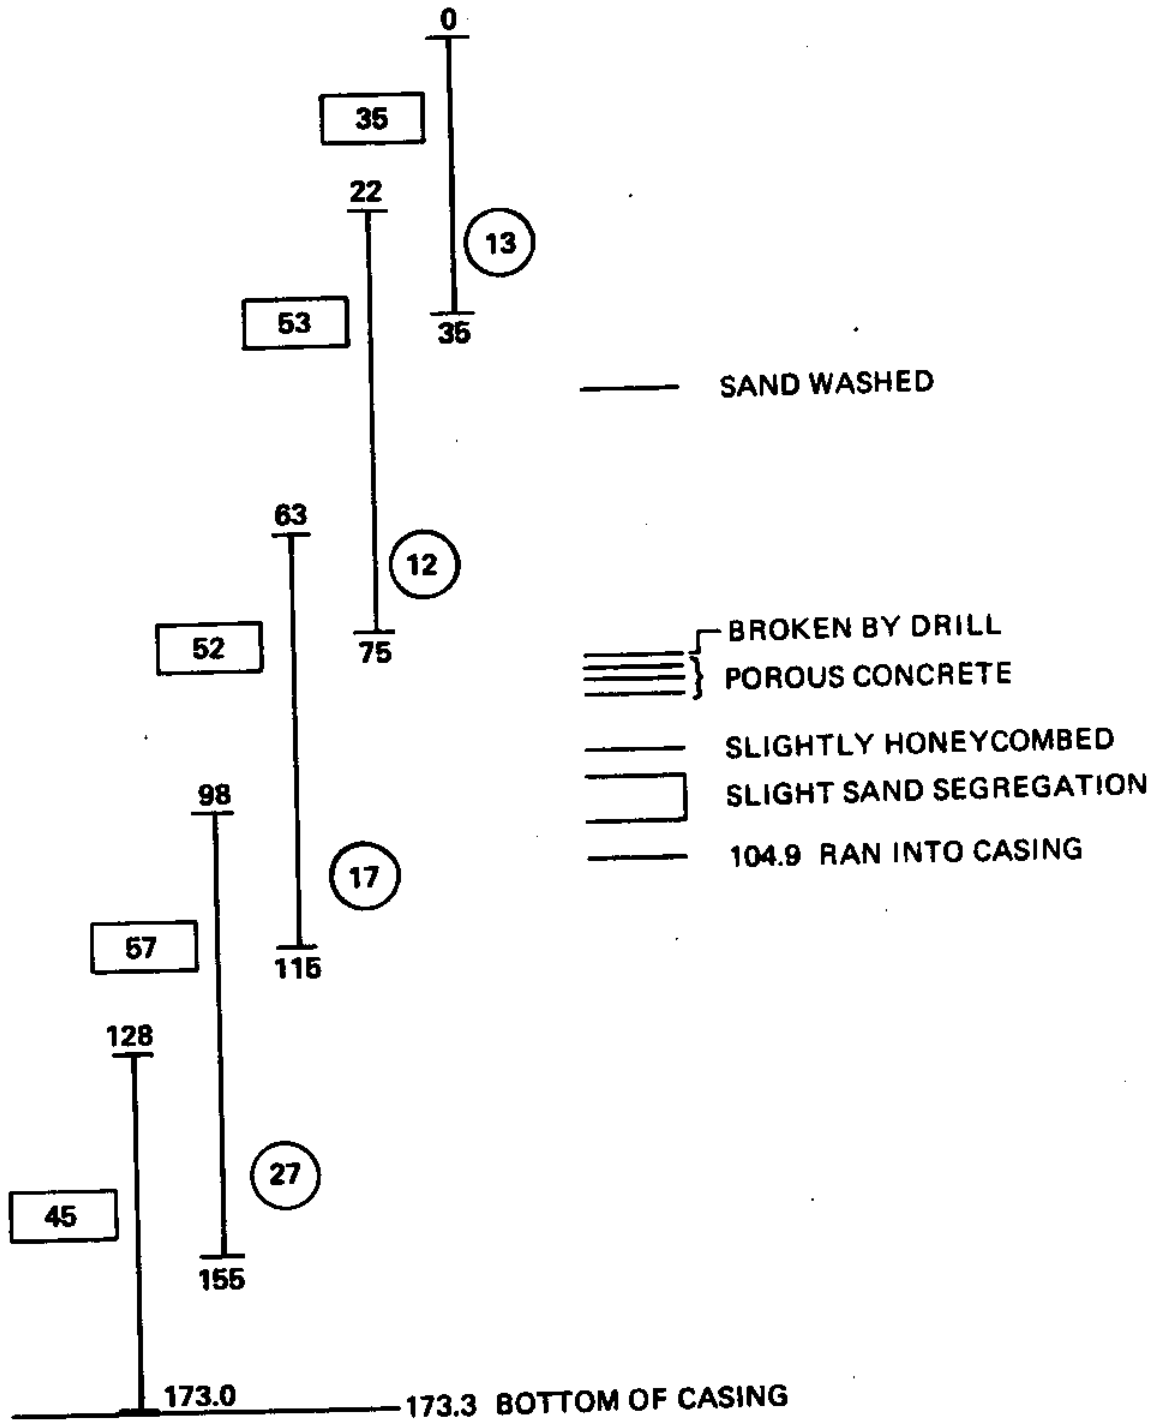 0
35
22
13
53
35
SAND WASHED
63
12
BROKEN BY DRILL
52
75
POROUS CONCRETE
SLIGHTLY HONEYCOMBED
98
SLIGHT SAND SEGREGATION
104.9 RAN INTO CASING
17
57
115
128
27
45
155
173.0
173.3 BOTTOM OF CASING